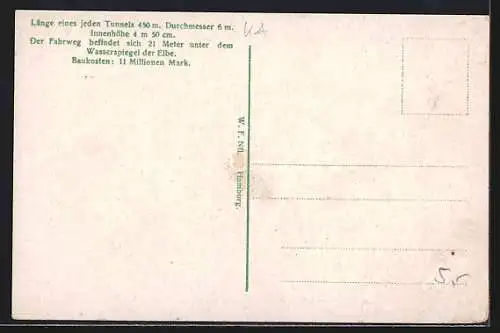 Länge eines jeden Tunnels 450 m. Durchmesser 6 m.
Innenhöhe 4 m 50 cm.
Der Fahrweg befindet sich 21 Meter unter dem
Wasserspiegel der Elbe.
Baukosten: 11 Millionen Mark.
W. F. Nfl. Hamburg.